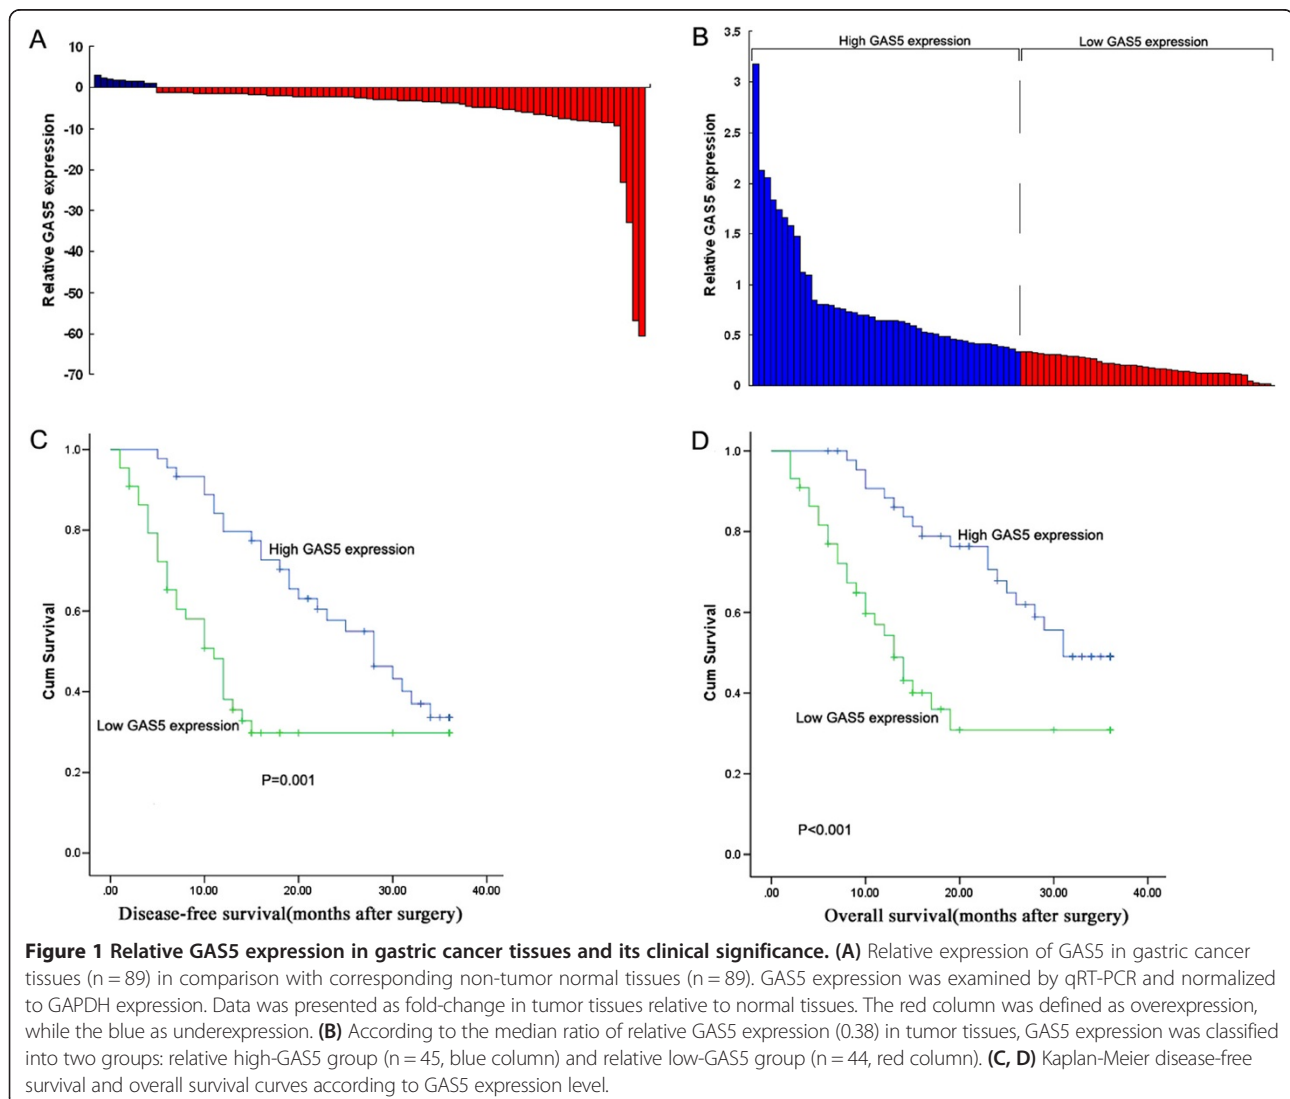 A
10
0
-10
-20
-30
-40
-50
-60
-70
Relative GAS5 expression
B
High GAS5 expression
Low GAS5 expression
3.5
3
2.5
2
1.5
1
0.5
0
Relative GAS5 expression
C
1.0
0.8
0.6
0.4
0.2
0.0
Cum Survival
High GAS5 expression
Low GAS5 expression
P=0.001
.00
10.00
20.00
30.00
40.00
Disease-free survival(months after surgery)
D
1.0
0.8
0.6
0.4
0.2
0.0
Cum Survival
High GAS5 expression
Low GAS5 expression
P<0.001
.00
10.00
20.00
30.00
40.00
Overall survival(months after surgery)
Figure 1 Relative GAS5 expression in gastric cancer tissues and its clinical significance. (A) Relative expression of GAS5 in gastric cancer
tissues (n = 89) in comparison with corresponding non-tumor normal tissues (n = 89). GAS5 expression was examined by qRT-PCR and normalized
to GAPDH expression. Data was presented as fold-change in tumor tissues relative to normal tissues. The red column was defined as overexpression,
while the blue as underexpression. (B) According to the median ratio of relative GAS5 expression (0.38) in tumor tissues, GAS5 expression was classified
into two groups: relative high-GAS5 group (n = 45, blue column) and relative low-GAS5 group (n = 44, red column). (C, D) Kaplan-Meier disease-free
survival and overall survival curves according to GAS5 expression level.